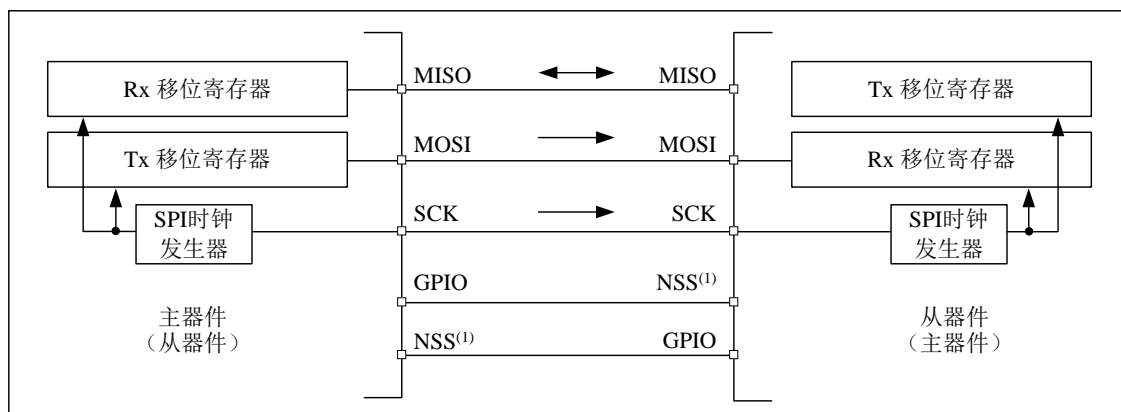 Rx 移位寄存器
MISO
MISO
Tx 移位寄存器
Tx 移位寄存器
MOSI
MOSI
Rx 移位寄存器
SPI时钟
发生器
SCK
SCK
SPI时钟
发生器
GPIO
NSS(1)
主器件
(从器件)
从器件
(主器件)
NSS(1)
GPIO